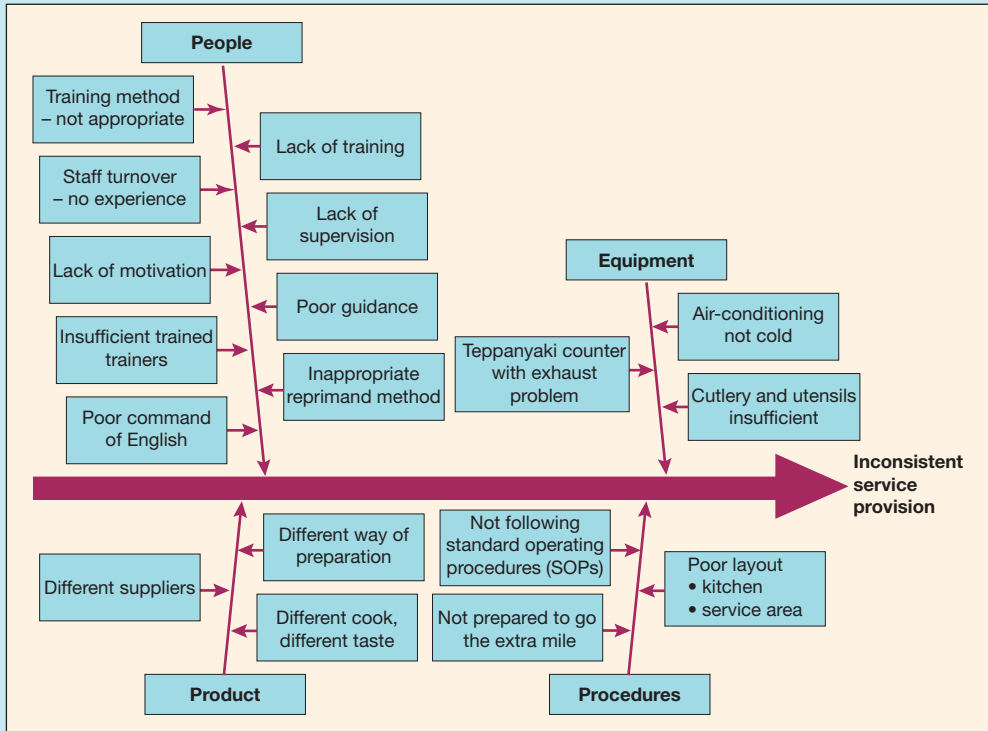 People
Training method
– not appropriate
Lack of training
Staff turnover
– no experience
Lack of
supervision
Lack of motivation
Poor guidance
Insufficient trained
trainers
Inappropriate
reprimand method
Poor command
of English
Equipment
Air-conditioning
not cold
Teppanyaki counter
with exhaust
problem
Cutlery and utensils
insufficient
Inconsistent
service
provision
Different way of
preparation
Different suppliers
Different cook,
different taste
Product
Not following
standard operating
procedures (SOPs)
Poor layout
• kitchen
• service area
Not prepared to go
the extra mile
Procedures